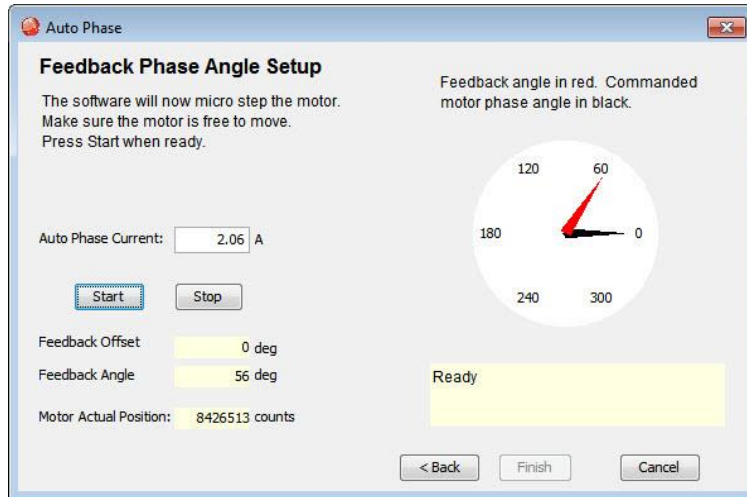 Auto Phase
Feedback Phase Angle Setup
The software will now micro step the motor.
Make sure the motor is free to move.
Press Start when ready.
Feedback angle in red. Commanded
motor phase angle in black.
120 60
180 0
240 300
Auto Phase Current: 2.06 A
Start Stop
Feedback Offset 0 deg
Feedback Angle 56 deg
Motor Actual Position: 8426513 counts
Ready
< Back Finish Cancel